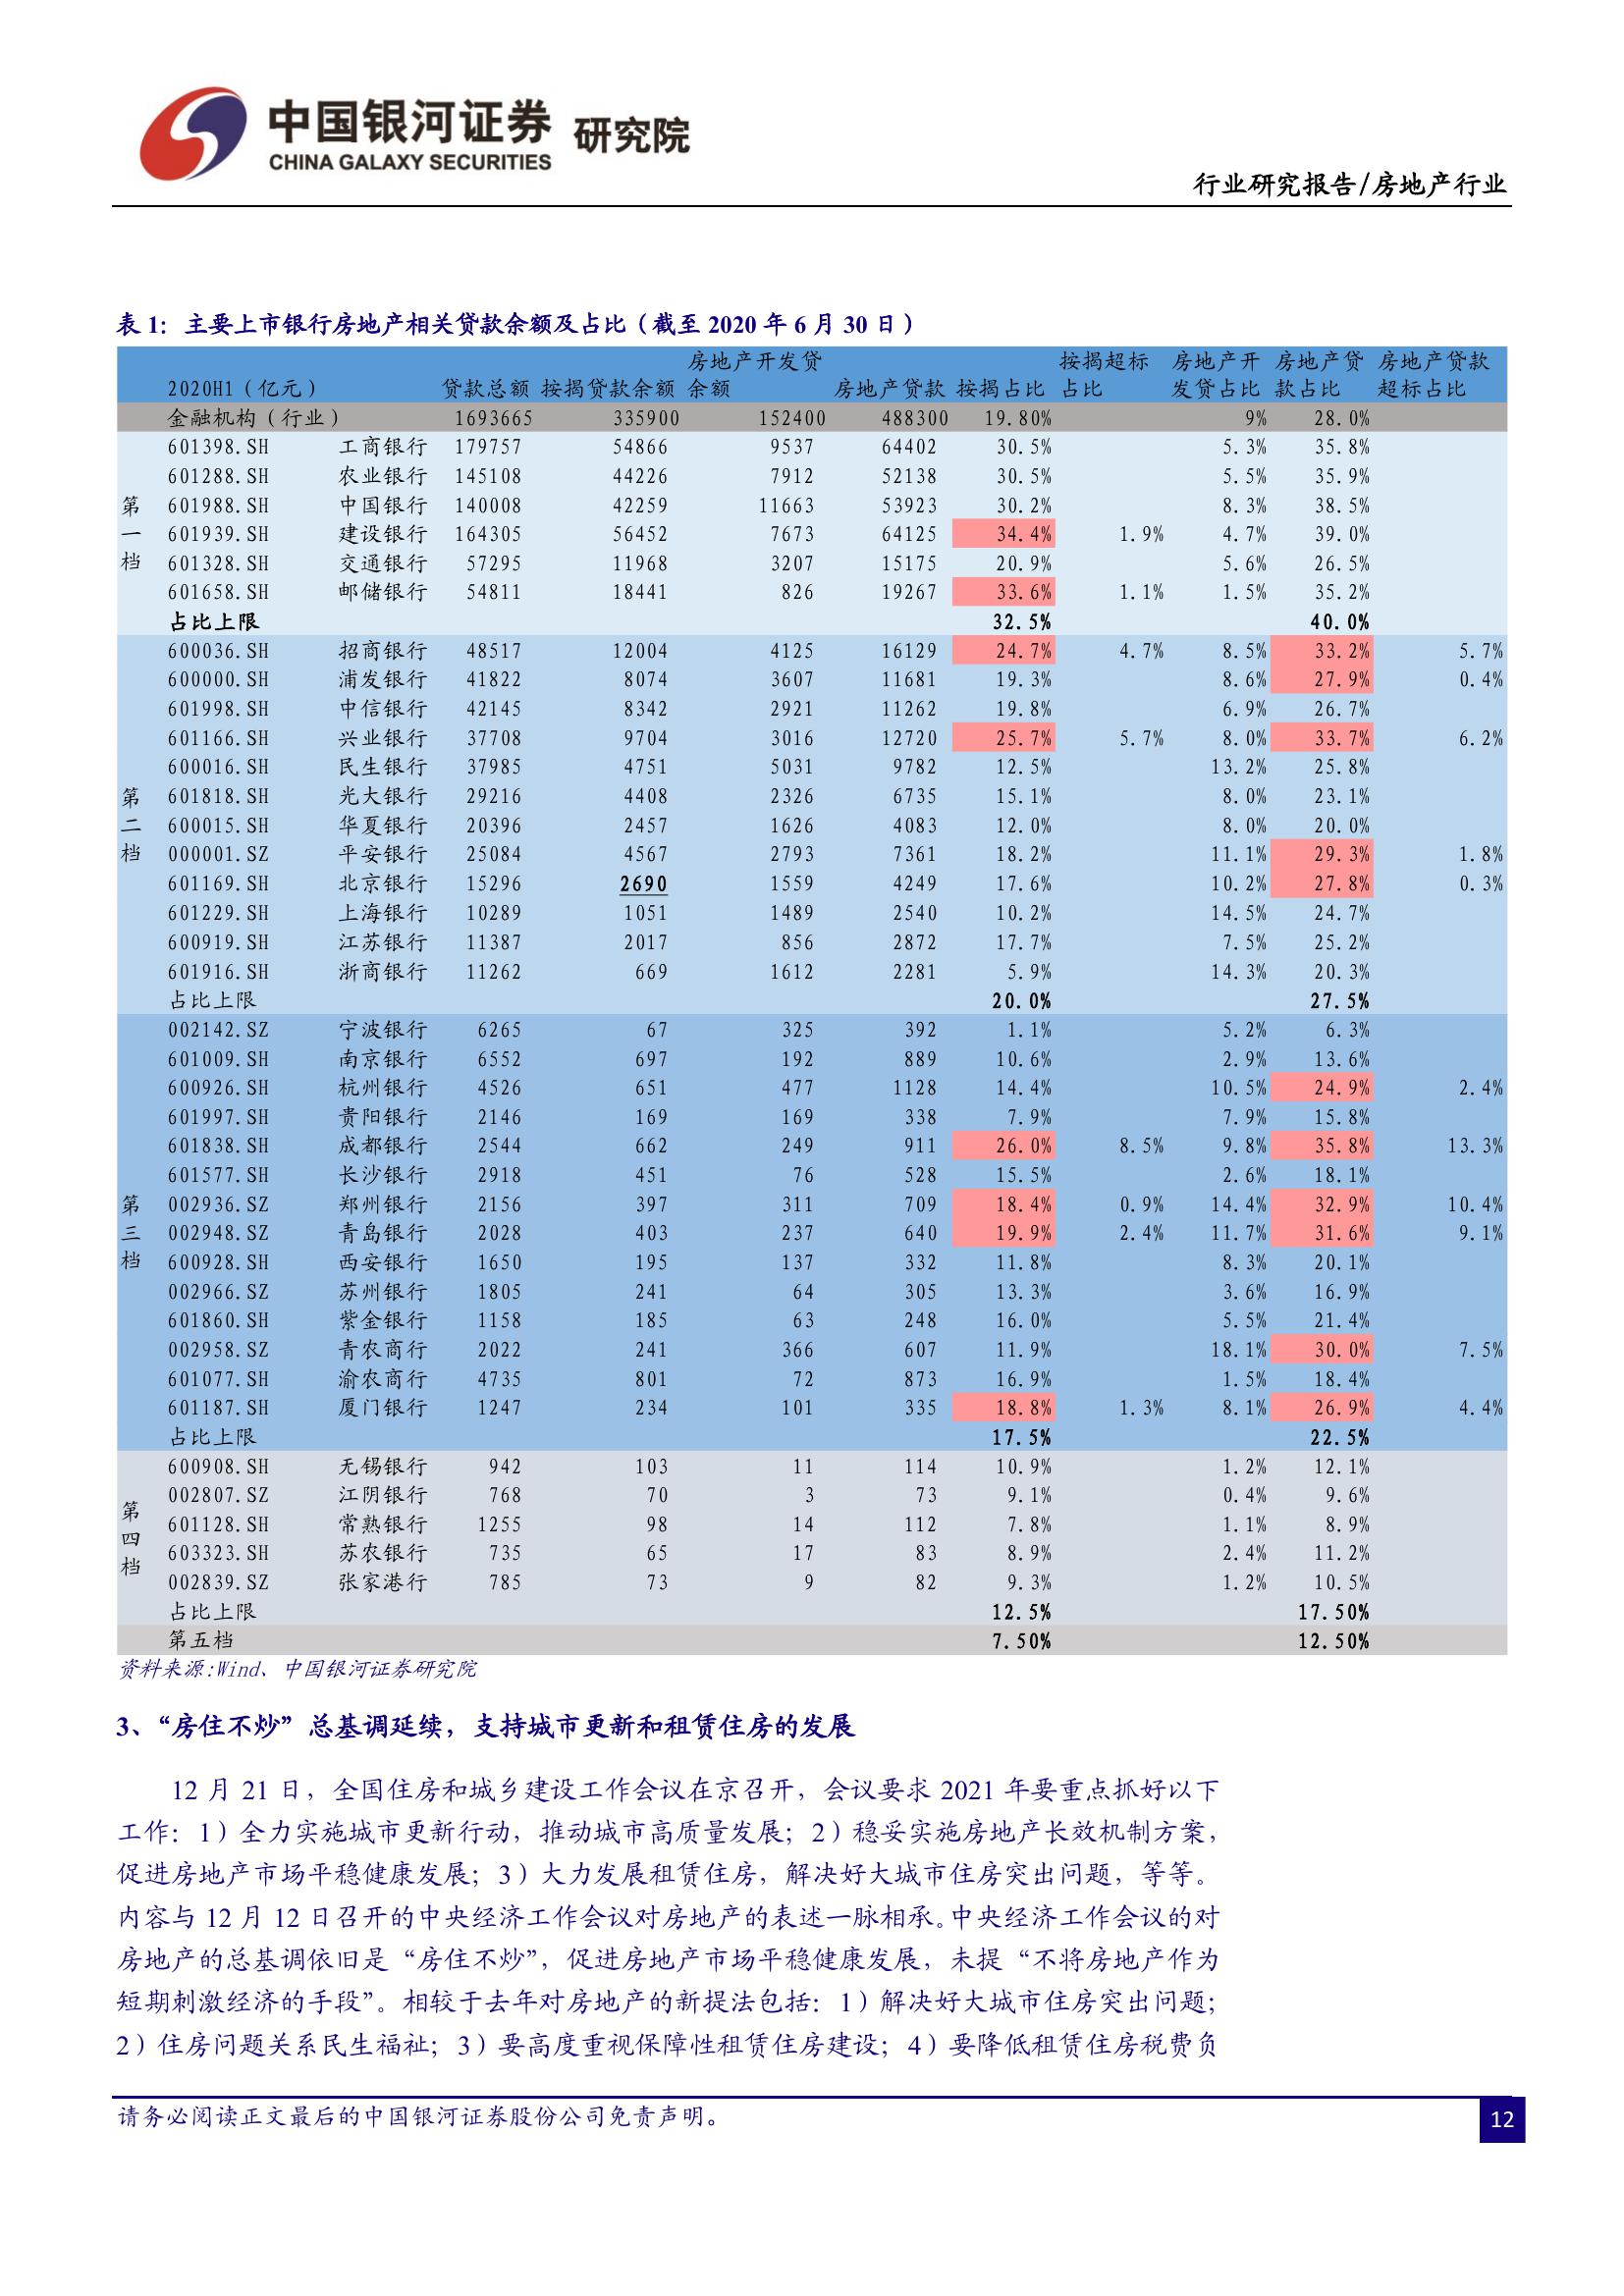 中国银河证券 研究院
CHINA GALAXY SECURITIES
行业研究报告/房地产行业
表 1：主要上市银行房地产相关贷款余额及占比（截至 2020 年 6 月 30 日）
2020H1（亿元） 贷款总额 按揭贷款余额 房地产开发贷余额 房地产贷款 按揭占比 按揭超标占比 房地产开发贷占比 房地产贷款占比 房地产贷款超标占比
金融机构（行业） 1693665 335900 152400 488300 19.80% 9% 28.0%
第一档
601398.SH 工商银行 179757 54866 9537 64402 30.5% 5.3% 35.8%
601288.SH 农业银行 145108 44226 7912 52138 30.5% 5.5% 35.9%
601988.SH 中国银行 140008 42259 11663 53923 30.2% 8.3% 38.5%
601939.SH 建设银行 164305 56452 7673 64125 34.4% 1.9% 4.7% 39.0%
601328.SH 交通银行 57295 11968 3207 15175 20.9% 5.6% 26.5%
601658.SH 邮储银行 54811 18441 826 19267 33.6% 1.1% 1.5% 35.2%
占比上限 32.5% 40.0%
第二档
600036.SH 招商银行 48517 12004 4125 16129 24.7% 4.7% 8.5% 33.2% 5.7%
600000.SH 浦发银行 41822 8074 3607 11681 19.3% 8.6% 27.9% 0.4%
601998.SH 中信银行 42145 8342 2921 11262 19.8% 6.9% 26.7%
601166.SH 兴业银行 37708 9704 3016 12720 25.7% 5.7% 8.0% 33.7% 6.2%
600016.SH 民生银行 37985 4751 5031 9782 12.5% 13.2% 25.8%
601818.SH 光大银行 29216 4408 2326 6735 15.1% 8.0% 23.1%
600015.SH 华夏银行 20396 2457 1626 4083 12.0% 8.0% 20.0%
000001.SZ 平安银行 25084 4567 2793 7361 18.2% 11.1% 29.3% 1.8%
601169.SH 北京银行 15296 2690 1559 4249 17.6% 10.2% 27.8% 0.3%
601229.SH 上海银行 10289 1051 1489 2540 10.2% 14.5% 24.7%
600919.SH 江苏银行 11387 2017 856 2872 17.7% 7.5% 25.2%
601916.SH 浙商银行 11262 669 1612 2281 5.9% 14.3% 20.3%
占比上限 20.0% 27.5%
第三档
002142.SZ 宁波银行 6265 67 325 392 1.1% 5.2% 6.3%
601009.SH 南京银行 6552 697 192 889 10.6% 2.9% 13.6%
600926.SH 杭州银行 4526 651 477 1128 14.4% 10.5% 24.9% 2.4%
601997.SH 贵阳银行 2146 169 169 338 7.9% 7.9% 15.8%
601838.SH 成都银行 2544 662 249 911 26.0% 8.5% 9.8% 35.8% 13.3%
601577.SH 长沙银行 2918 451 76 528 15.5% 2.6% 18.1%
002936.SZ 郑州银行 2156 397 311 709 18.4% 0.9% 14.4% 32.9% 10.4%
002948.SZ 青岛银行 2028 403 237 640 19.9% 2.4% 11.7% 31.6% 9.1%
600928.SH 西安银行 1650 195 137 332 11.8% 8.3% 20.1%
002966.SZ 苏州银行 1805 241 64 305 13.3% 3.6% 16.9%
601860.SH 紫金银行 1158 185 63 248 16.0% 5.5% 21.4%
002958.SZ 青农商行 2022 241 366 607 11.9% 18.1% 30.0% 7.5%
601077.SH 渝农商行 4735 801 72 873 16.9% 1.5% 18.4%
601187.SH 厦门银行 1247 234 101 335 18.8% 1.3% 8.1% 26.9% 4.4%
占比上限 17.5% 22.5%
第四档
600908.SH 无锡银行 942 103 11 114 10.9% 1.2% 12.1%
002807.SZ 江阴银行 768 70 3 73 9.1% 0.4% 9.6%
601128.SH 常熟银行 1255 98 14 112 7.8% 1.1% 8.9%
603323.SH 苏农银行 735 65 17 83 8.9% 2.4% 11.2%
002839.SZ 张家港行 785 73 9 82 9.3% 1.2% 10.5%
占比上限 12.5% 17.50%
第五档 7.50% 12.50%
资料来源:Wind、中国银河证券研究院
3、“房住不炒”总基调延续，支持城市更新和租赁住房的发展
12 月 21 日，全国住房和城乡建设工作会议在京召开，会议要求 2021 年要重点抓好以下
工作：1）全力实施城市更新行动，推动城市高质量发展；2）稳妥实施房地产长效机制方案，
促进房地产市场平稳健康发展；3）大力发展租赁住房，解决好大城市住房突出问题，等等。
内容与 12 月 12 日召开的中央经济工作会议对房地产的表述一脉相承。中央经济工作会议的对
房地产的总基调依旧是“房住不炒”，促进房地产市场平稳健康发展，未提“不将房地产作为
短期刺激经济的手段”。相较于去年对房地产的新提法包括：1）解决好大城市住房突出问题；
2）住房问题关系民生福祉；3）要高度重视保障性租赁住房建设；4）要降低租赁住房税费负
请务必阅读正文最后的中国银河证券股份公司免责声明。
12